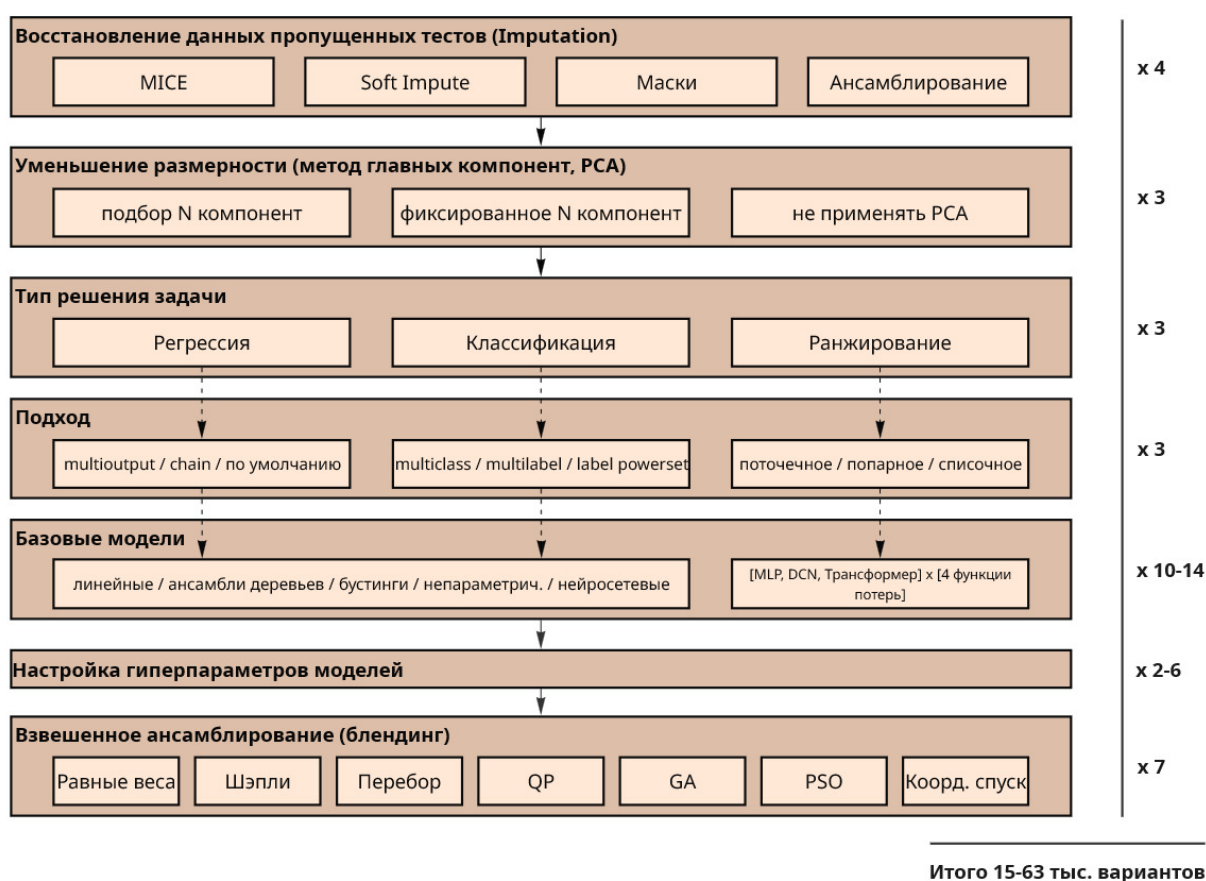 Восстановление данных пропущенных тестов (Imputation)
MICE
Soft Impute
Маски
Ансамблирование
x 4
Уменьшение размерности (метод главных компонент, PCA)
подбор N компонент
фиксированное N компонент
не применять PCA
x 3
Тип решения задачи
Регрессия
Классификация
Ранжирование
x 3
Подход
multioutput / chain / по умолчанию
multiclass / multilabel / label powerset
поточечное / попарное / списочное
x 3
Базовые модели
линейные / ансамбли деревьев / бустинги / непараметрич. / нейросетевые
[MLP, DCN, Трансформер] x [4 функции
потерь]
x 10-14
Настройка гиперпараметров моделей
x 2-6
Взвешенное ансамблирование (блендинг)
Равные веса
Шэпли
Перебор
QP
GA
PSO
Коорд. спуск
x 7
Итого 15-63 тыс. вариантов